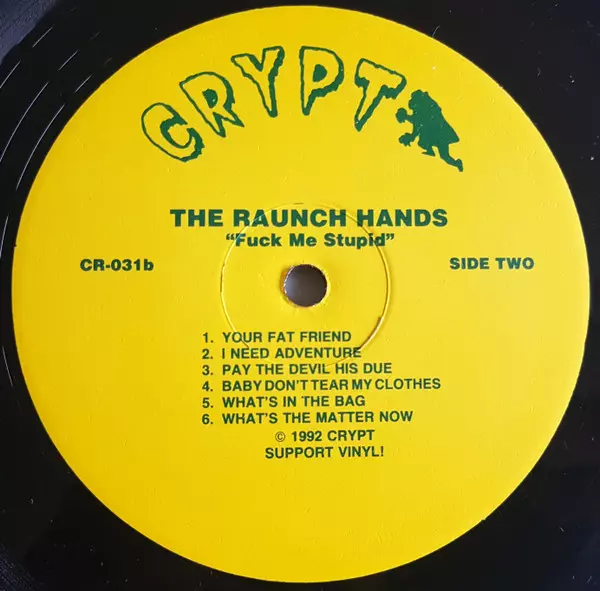 CRYPT
THE RAUNCH HANDS
"Fuck Me Stupid"
CR-031b
SIDE TWO
1. YOUR FAT FRIEND
2. I NEED ADVENTURE
3. PAY THE DEVIL HIS DUE
4. BABY DON'T TEAR MY CLOTHES
5. WHAT'S IN THE BAG
6. WHAT'S THE MATTER NOW
© 1992 CRYPT
SUPPORT VINYL!